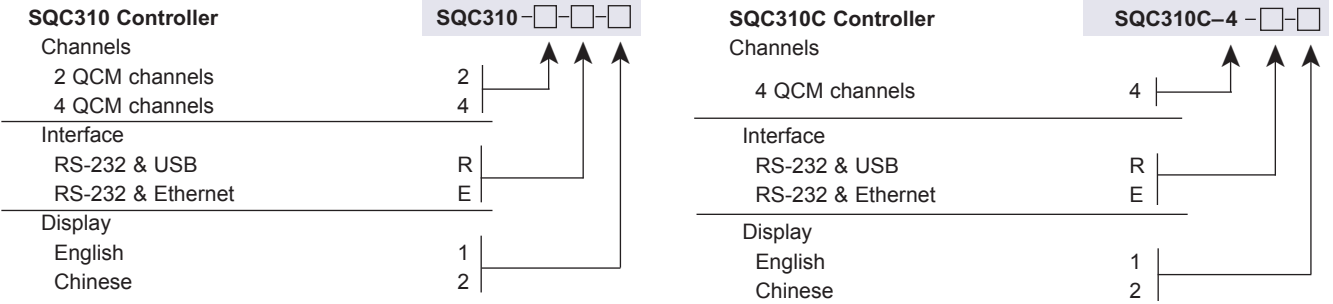 SQC310 Controller SQC310–□–□–□
Channels
2 QCM channels 2
4 QCM channels 4
Interface
RS-232 & USB R
RS-232 & Ethernet E
Display
English 1
Chinese 2
SQC310C Controller SQC310C–4 –□–□
Channels
4 QCM channels 4
Interface
RS-232 & USB R
RS-232 & Ethernet E
Display
English 1
Chinese 2